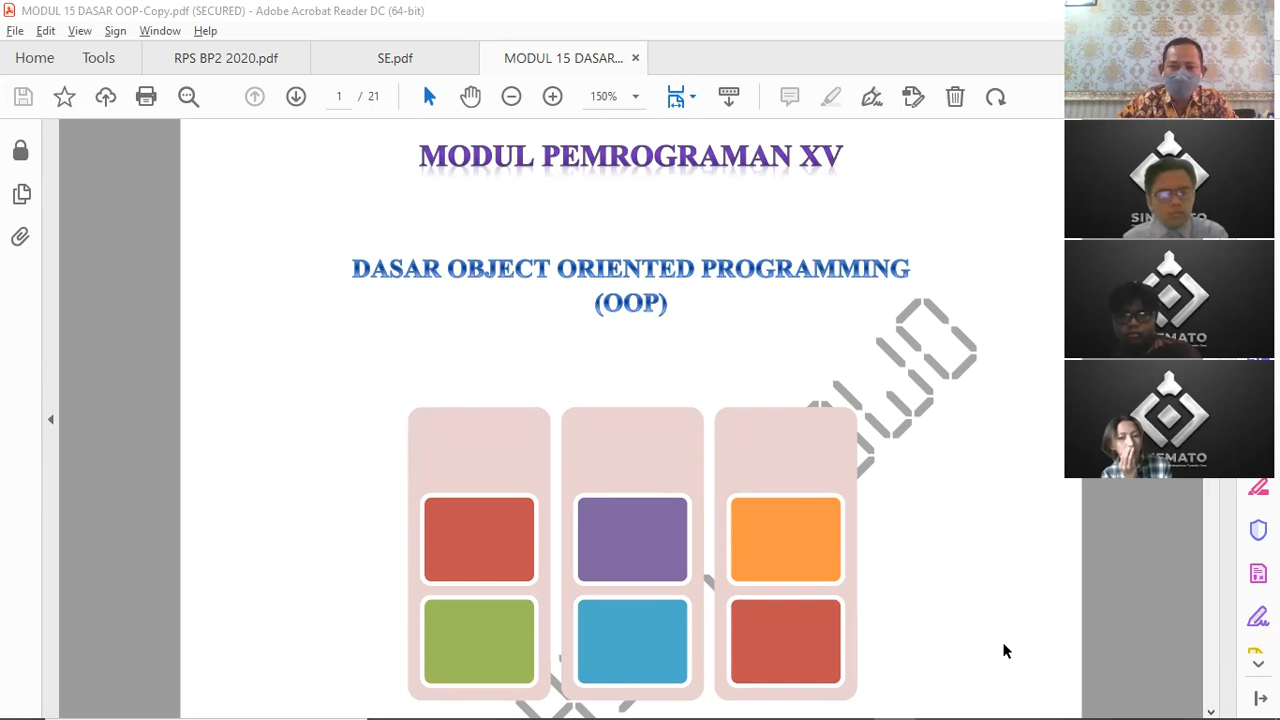 MODUL 15 DASAR OOP-Copy.pdf (SECURED) - Adobe Acrobat Reader DC (64-bit)
File Edit View Sign Window Help
Home Tools RPS BP2 2020.pdf SE.pdf MODUL 15 DASAR... ×
1 / 21 150%
MODUL PEMROGRAMAN XV
DASAR OBJECT ORIENTED PROGRAMMING
(OOP)